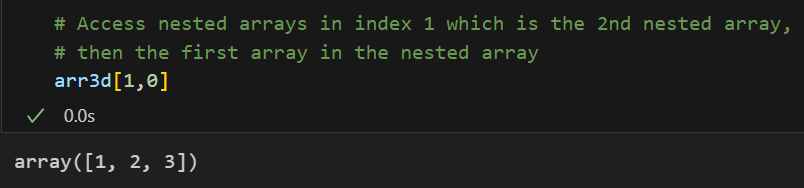 # Access nested arrays in index 1 which is the 2nd nested array,
# then the first array in the nested array
arr3d[1,0]
✓ 0.0s
array([1, 2, 3])